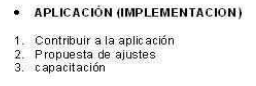 • APLICACIÓN (IMPLEMENTACION)
1. Contribuir a la aplicación
2. Propuesta de ajustes
3. capacitación